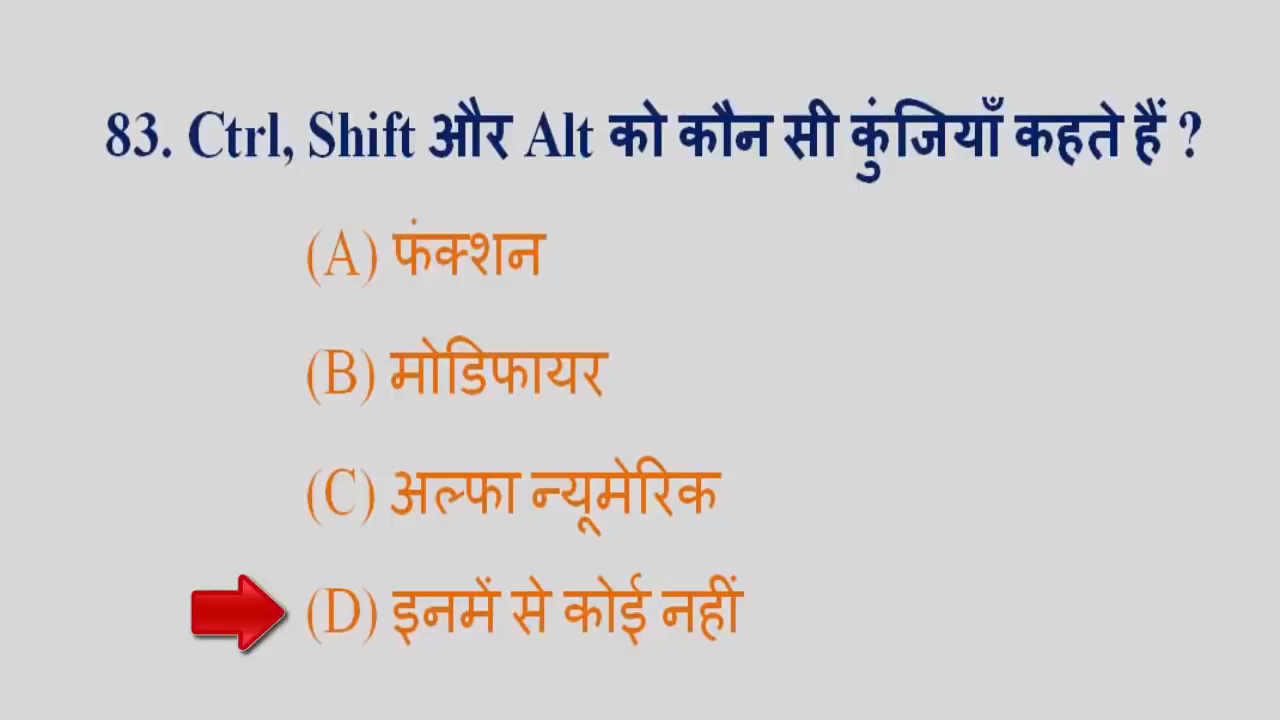 83. Ctrl, Shift और Alt को कौन सी कुंजियाँ कहते हैं ?
(A) फंक्शन
(B) मोडिफायर
(C) अल्फा न्यूमेरिक
(D) इनमें से कोई नहीं